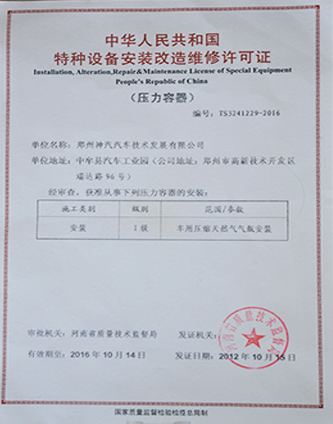 中华人民共和国
特种设备安装改造维修许可证
Installation, Alteration,Repair&Maintenance License of Special Equipment
People's Republic of China
(压力容器)
编号: TS3241229-2016
单位名称: 郑州神汽汽车技术发展有限公司
单位地址: 中牟县汽车工业园(公司地址: 郑州市高新技术开发区
瑞达路96号)
经审查, 获准从事下列压力容器的安装:
施工类别 级别 范围/参数
安装 1级 车用压缩天然气气瓶安装
审批机关: 河南省质量技术监督局 发证机关:
有效期至: 2016年10月14日 发证日期: 2012年10月15日
河南省质量技术监督局
国家质量监督检验检疫总局制